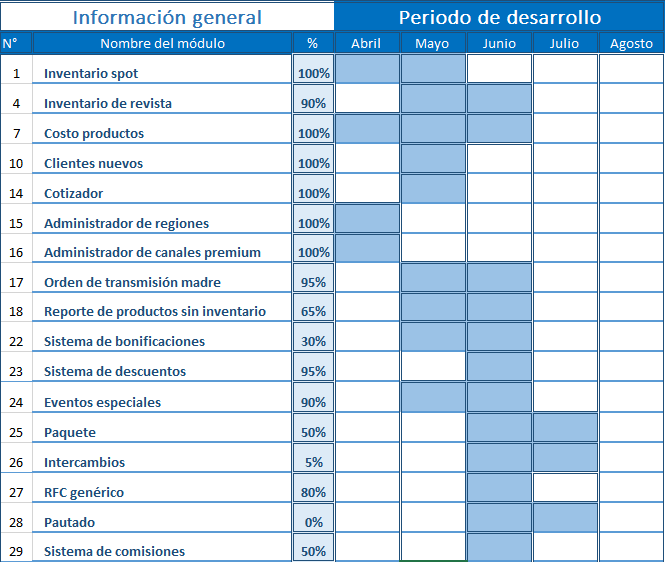 Información general Periodo de desarrollo
N° Nombre del módulo % Abril Mayo Junio Julio Agosto
1 Inventario spot 100%
4 Inventario de revista 90%
7 Costo productos 100%
10 Clientes nuevos 100%
14 Cotizador 100%
15 Administrador de regiones 100%
16 Administrador de canales premium 100%
17 Orden de transmisión madre 95%
18 Reporte de productos sin inventario 65%
22 Sistema de bonificaciones 30%
23 Sistema de descuentos 95%
24 Eventos especiales 90%
25 Paquete 50%
26 Intercambios 5%
27 RFC genérico 80%
28 Pautado 0%
29 Sistema de comisiones 50%